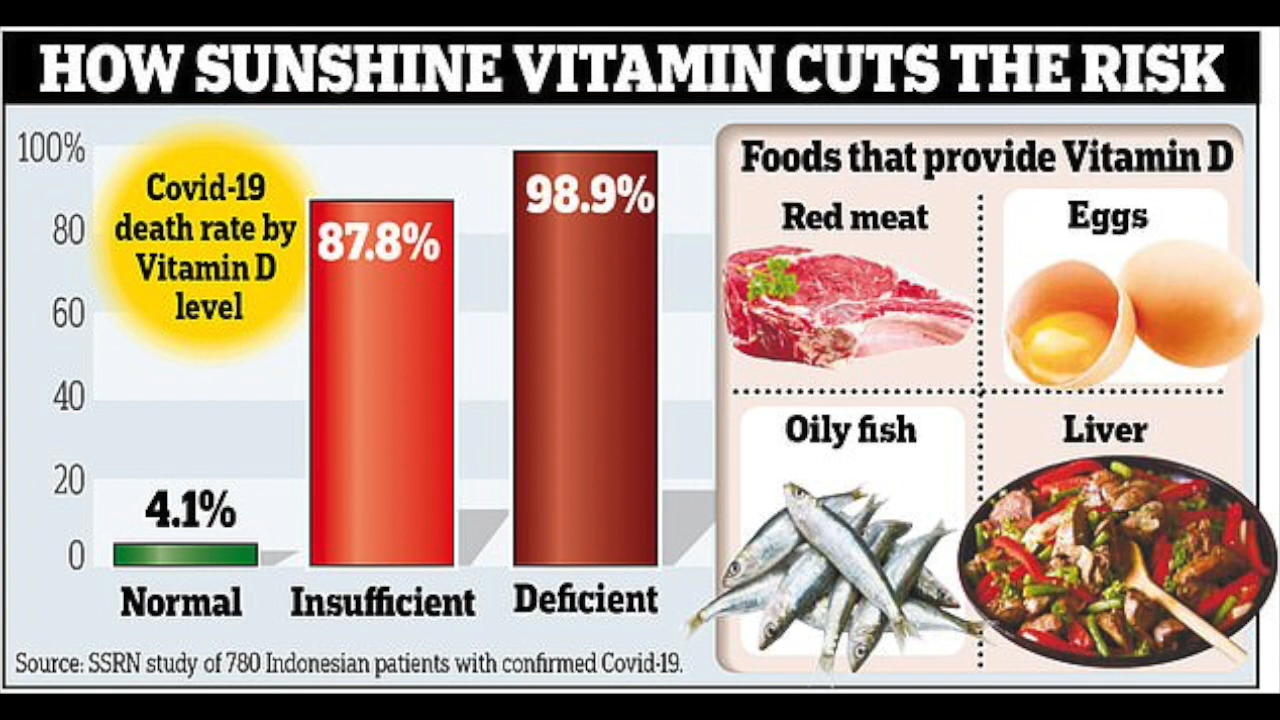 HOW SUNSHINE VITAMIN CUTS THE RISK
100%
80
60
40
20
0
Covid-19
death rate by
Vitamin D
level
4.1%
87.8%
98.9%
Normal
Insufficient
Deficient
Source: SSRN study of 780 Indonesian patients with confirmed Covid-19.
Foods that provide Vitamin D
Red meat
Eggs
Oily fish
Liver